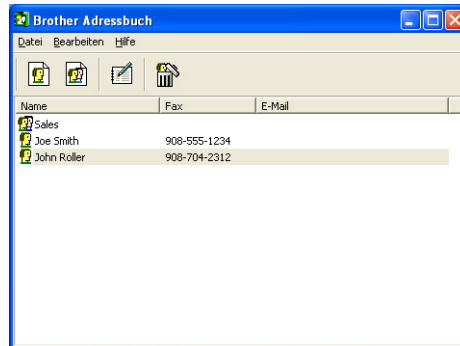 Brother Adressbuch
Datei Bearbeiten Hilfe
Name Fax E-Mail
Sales
Joe Smith 908-555-1234
John Roller 908-704-2312